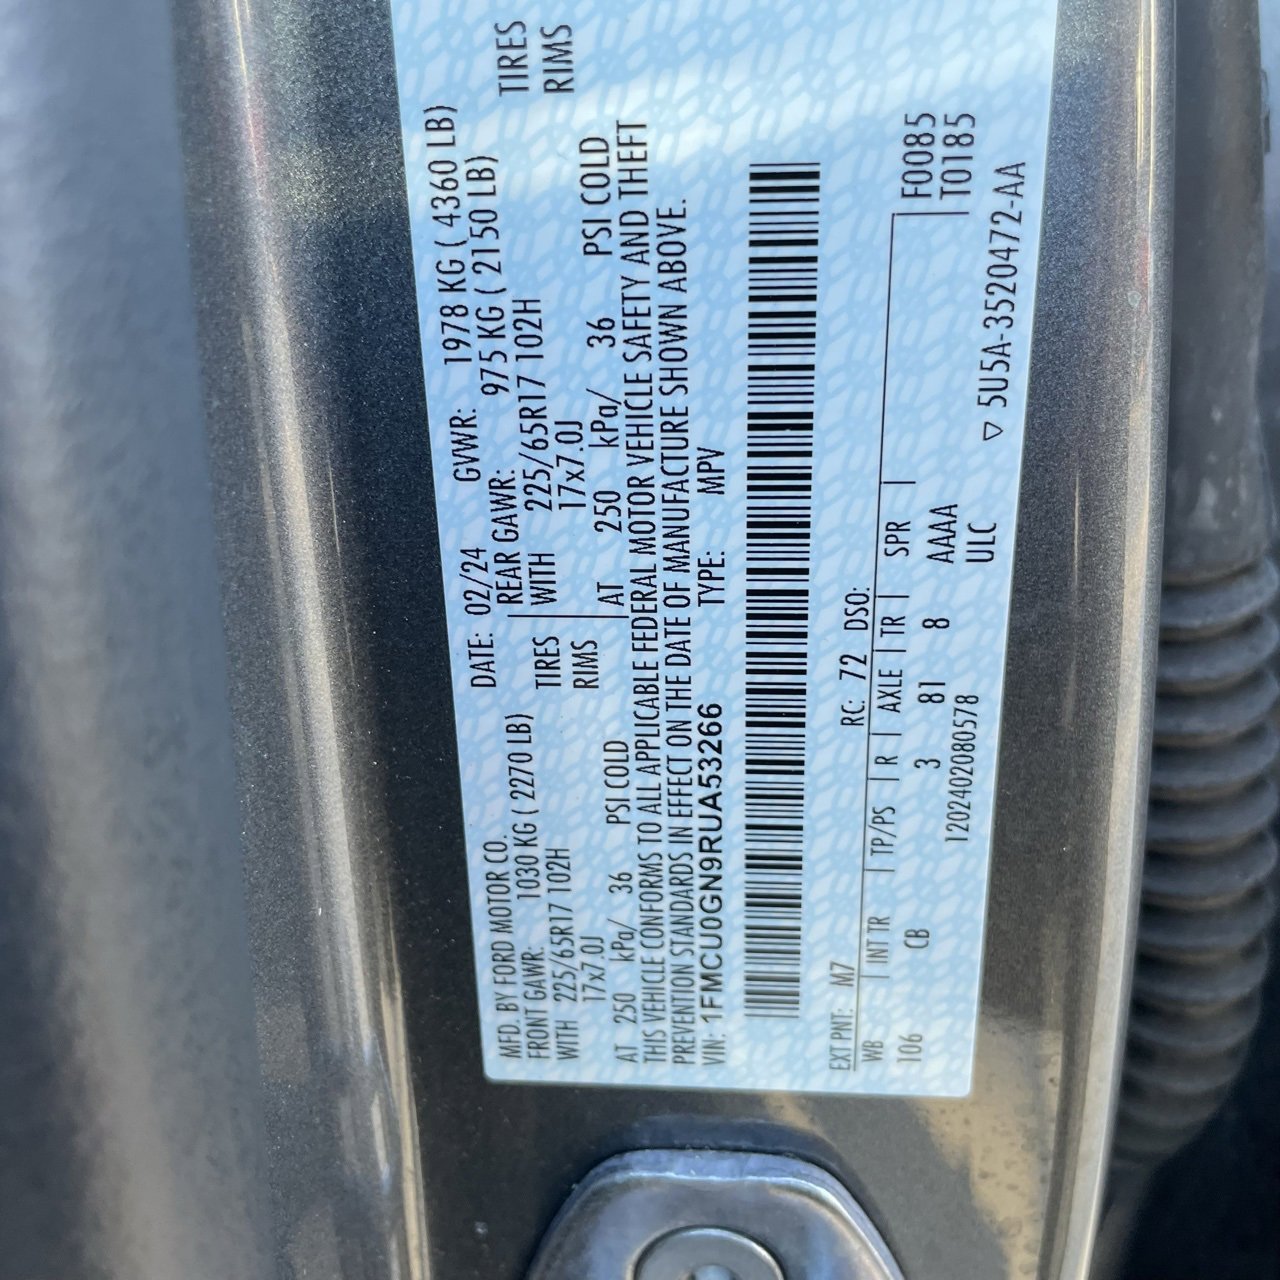 MFD. BY FORD MOTOR CO.
DATE: 02/24 GVWR: 1978 KG ( 4360 LB)
FRONT GAWR: 1030 KG ( 2270 LB)
REAR GAWR: 975 KG ( 2150 LB)
WITH 225/65R17 102H TIRES
WITH 225/65R17 102H TIRES
17x7.0J RIMS
17x7.0J RIMS
AT 250 kPa/ 36 PSI COLD
AT 250 kPa/ 36 PSI COLD
THIS VEHICLE CONFORMS TO ALL APPLICABLE FEDERAL MOTOR VEHICLE SAFETY AND THEFT
PREVENTION STANDARDS IN EFFECT ON THE DATE OF MANUFACTURE SHOWN ABOVE.
VIN: 1FMCU0GN9RUA53266 TYPE: MPV
EXT PNT: M7 RC: 72 DSO:
WB INT TR TP/PS R AXLE TR SPR F0085
106 CB 3 81 8 AAAA T0185
1202402080578 ULC
▽ 5U5A-3520472-AA